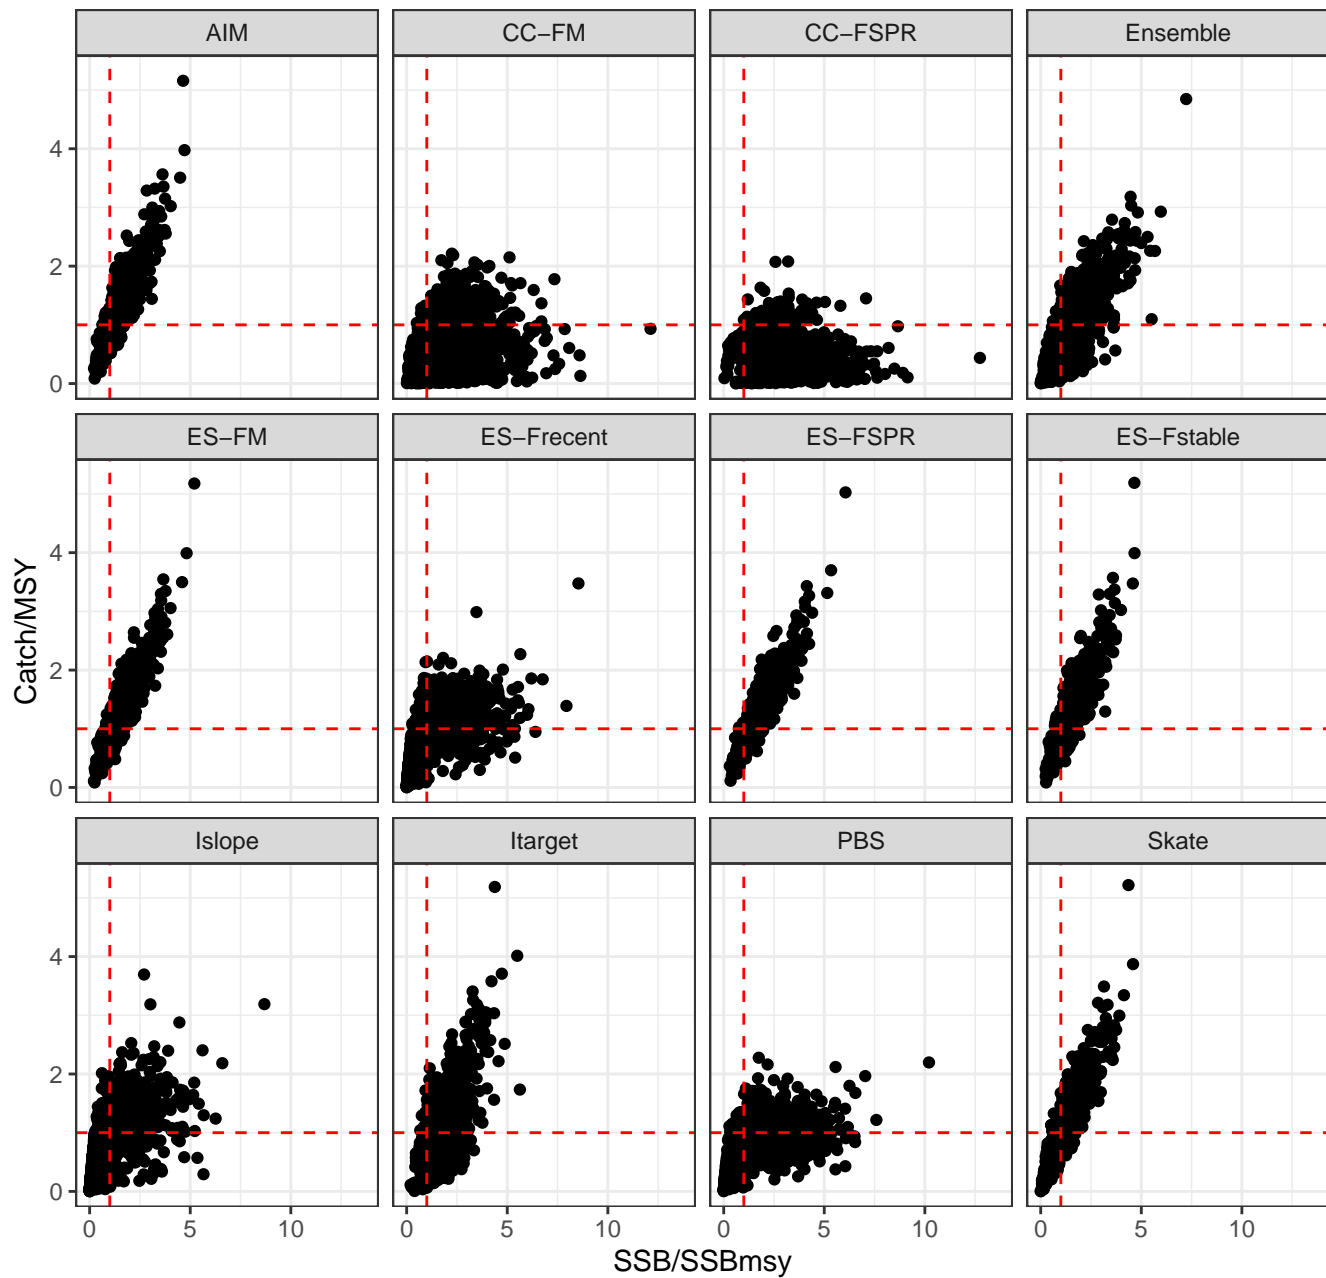 AIM CC−FM CC−FSPR Ensemble
4
2
0
ES−FM ES−Frecent ES−FSPR ES−Fstable
4
2
0
Catch/MSY
Islope Itarget PBS Skate
4
2
0
0 5 10 0 5 10 0 5 10 0 5 10
SSB/SSBmsy